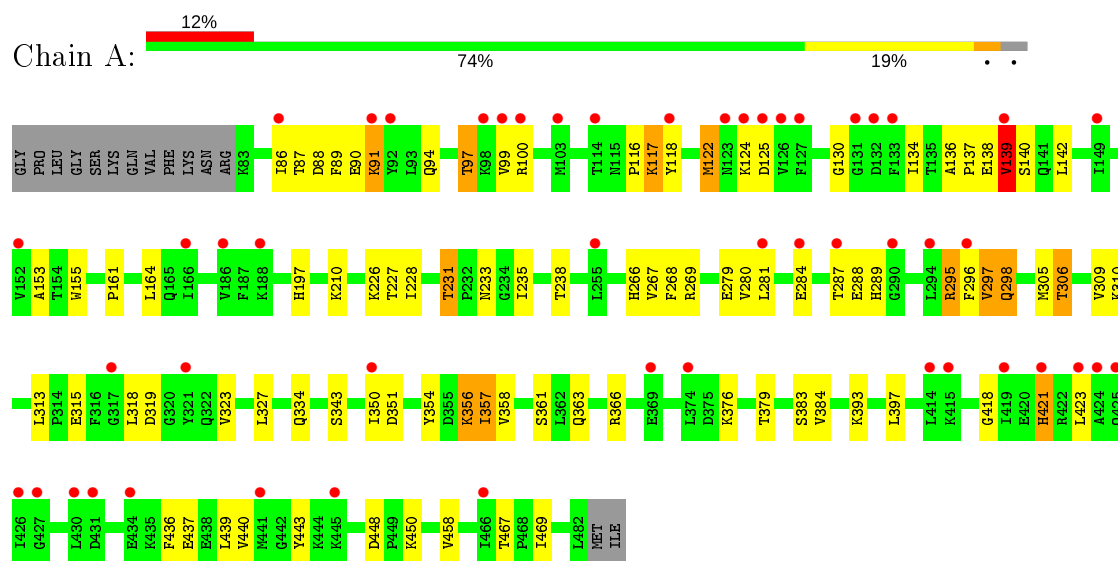 12%
Chain A:
74% 19% • •
GLY PRO LEU GLY SER LYS GLN VAL PHE LYS ASN ARG K83 I86 T87 D88 F89 E90 K91 Y92 L93 Q94 T97 K98 V99 R100 M103 T114 N115 P116 K117 Y118 M122 N123 K124 D125 V126 F127 G130 G131 D132 F133 I134 T135 A136 P137 E138 V139 S140 Q141 L142 I149
V152 A153 T154 W155 P161 L164 Q165 I166 V186 F187 K188 H197 K210 K226 T227 I228 T231 P232 N233 G234 I235 T238 L255 H266 V267 F268 R269 E279 V280 L281 E284 T287 E288 H289 G290 L294 R295 F296 V297 Q298 M305 T306 V309 K310
L313 P314 E315 F316 G317 L318 D319 G320 Y321 Q322 V323 L327 Q334 S343 I350 D351 Y354 D355 K356 I357 V358 S361 L362 Q363 R366 E369 L374 D375 K376 T379 S383 V384 K393 L397 L414 K415 G418 I419 E420 H421 R422 L423 A424 Q425
I426 G427 L430 D431 E434 K435 F436 E437 E438 L439 V440 M441 G442 Y443 K444 K445 D448 P449 K450 V458 I466 T467 P468 I469 L482 MET ILE